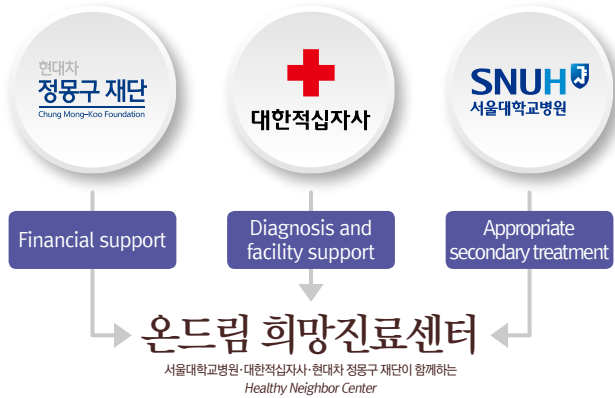 현대차
정몽구 재단
Chung Mong-Koo Foundation
대한적십자사
SNUH
서울대학교병원
Financial support
Diagnosis and
facility support
Appropriate
secondary treatment
온드림 희망진료센터
서울대학교병원·대한적십자사·현대차 정몽구 재단이 함께하는
Healthy Neighbor Center